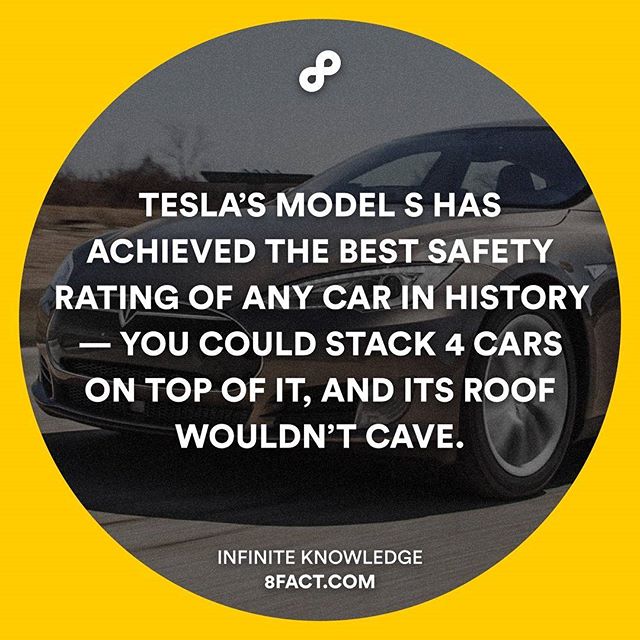 TESLA'S MODEL S HAS
ACHIEVED THE BEST SAFETY
RATING OF ANY CAR IN HISTORY
— YOU COULD STACK 4 CARS
ON TOP OF IT, AND ITS ROOF
WOULDN'T CAVE.
INFINITE KNOWLEDGE
8FACT.COM